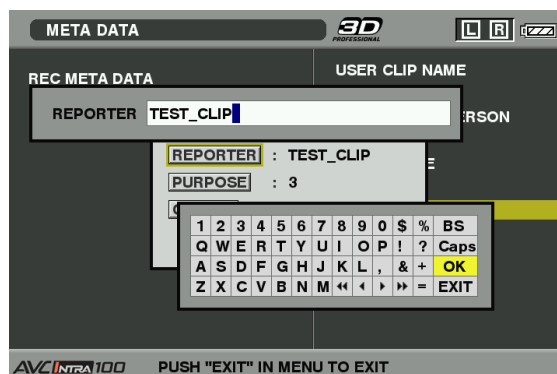 META DATA
3D
PROFESSIONAL
L R
REC META DATA
USER CLIP NAME
RSON
REPORTER TEST_CLIP
REPORTER : TEST_CLIP
PURPOSE : 3
1 2 3 4 5 6 7 8 9 0 $ % BS
Q W E R T Y U I O P ! ? Caps
A S D F G H J K L , & + OK
Z X C V B N M = EXIT
AVC INTRA 100 PUSH "EXIT" IN MENU TO EXIT